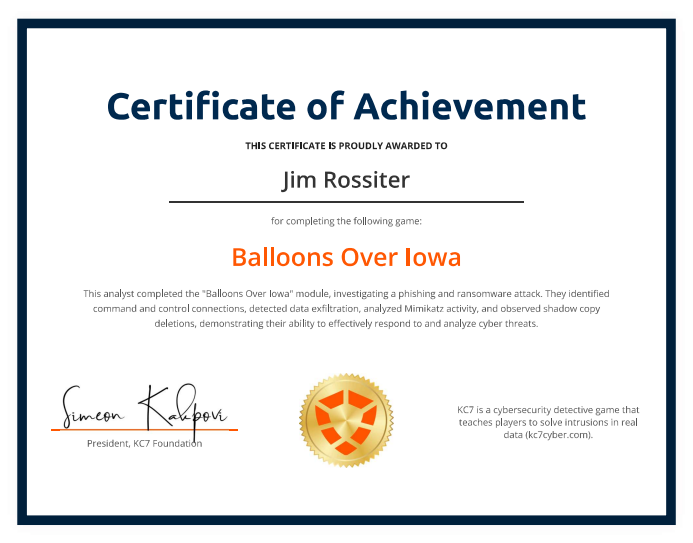 Certificate of Achievement
THIS CERTIFICATE IS PROUDLY AWARDED TO
Jim Rossiter
for completing the following game:
Balloons Over Iowa
This analyst completed the "Balloons Over Iowa" module, investigating a phishing and ransomware attack. They identified
command and control connections, detected data exfiltration, analyzed Mimikatz activity, and observed shadow copy
deletions, demonstrating their ability to effectively respond to and analyze cyber threats.
Simeon Kakpovi
President, KC7 Foundation
KC7 is a cybersecurity detective game that
teaches players to solve intrusions in real
data (kc7cyber.com).